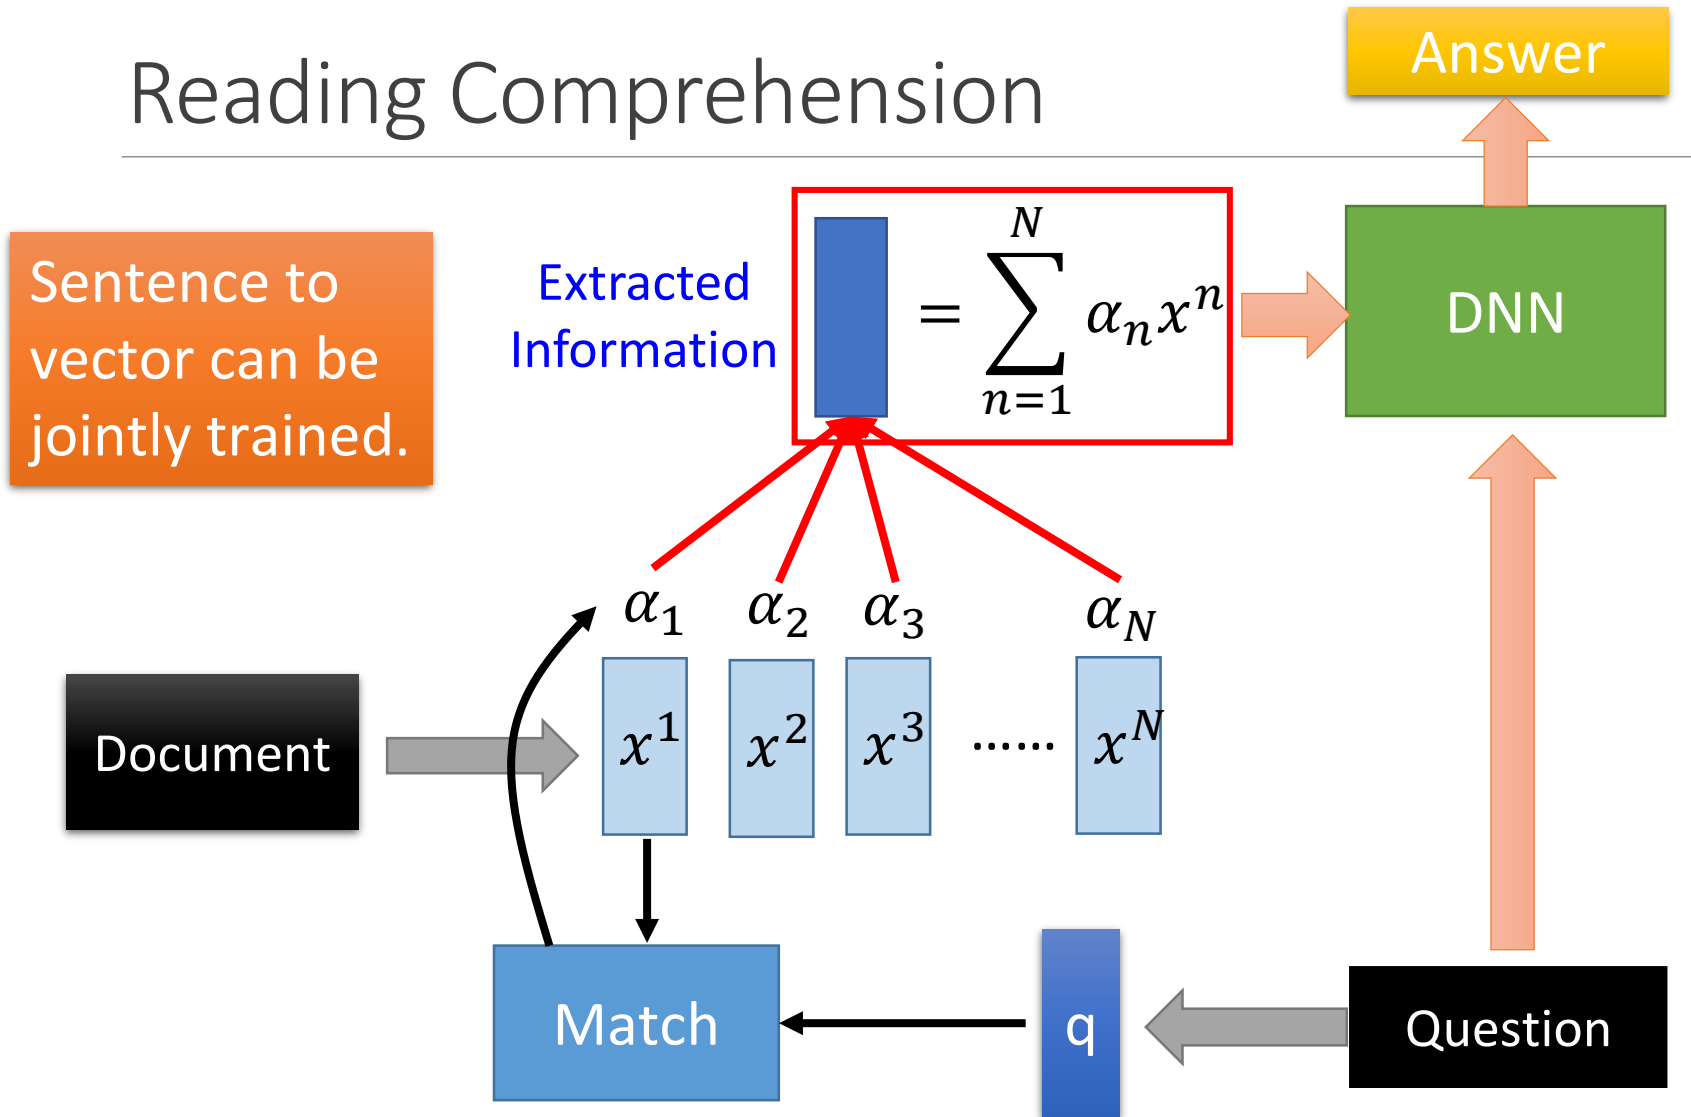 Reading Comprehension
Answer
Sentence to
vector can be
jointly trained.
Extracted
Information
= \sum_{n=1}^{N} α_n x^n
DNN
α_1 α_2 α_3 α_N
Document
x^1 x^2 x^3 …… x^N
Match
q
Question